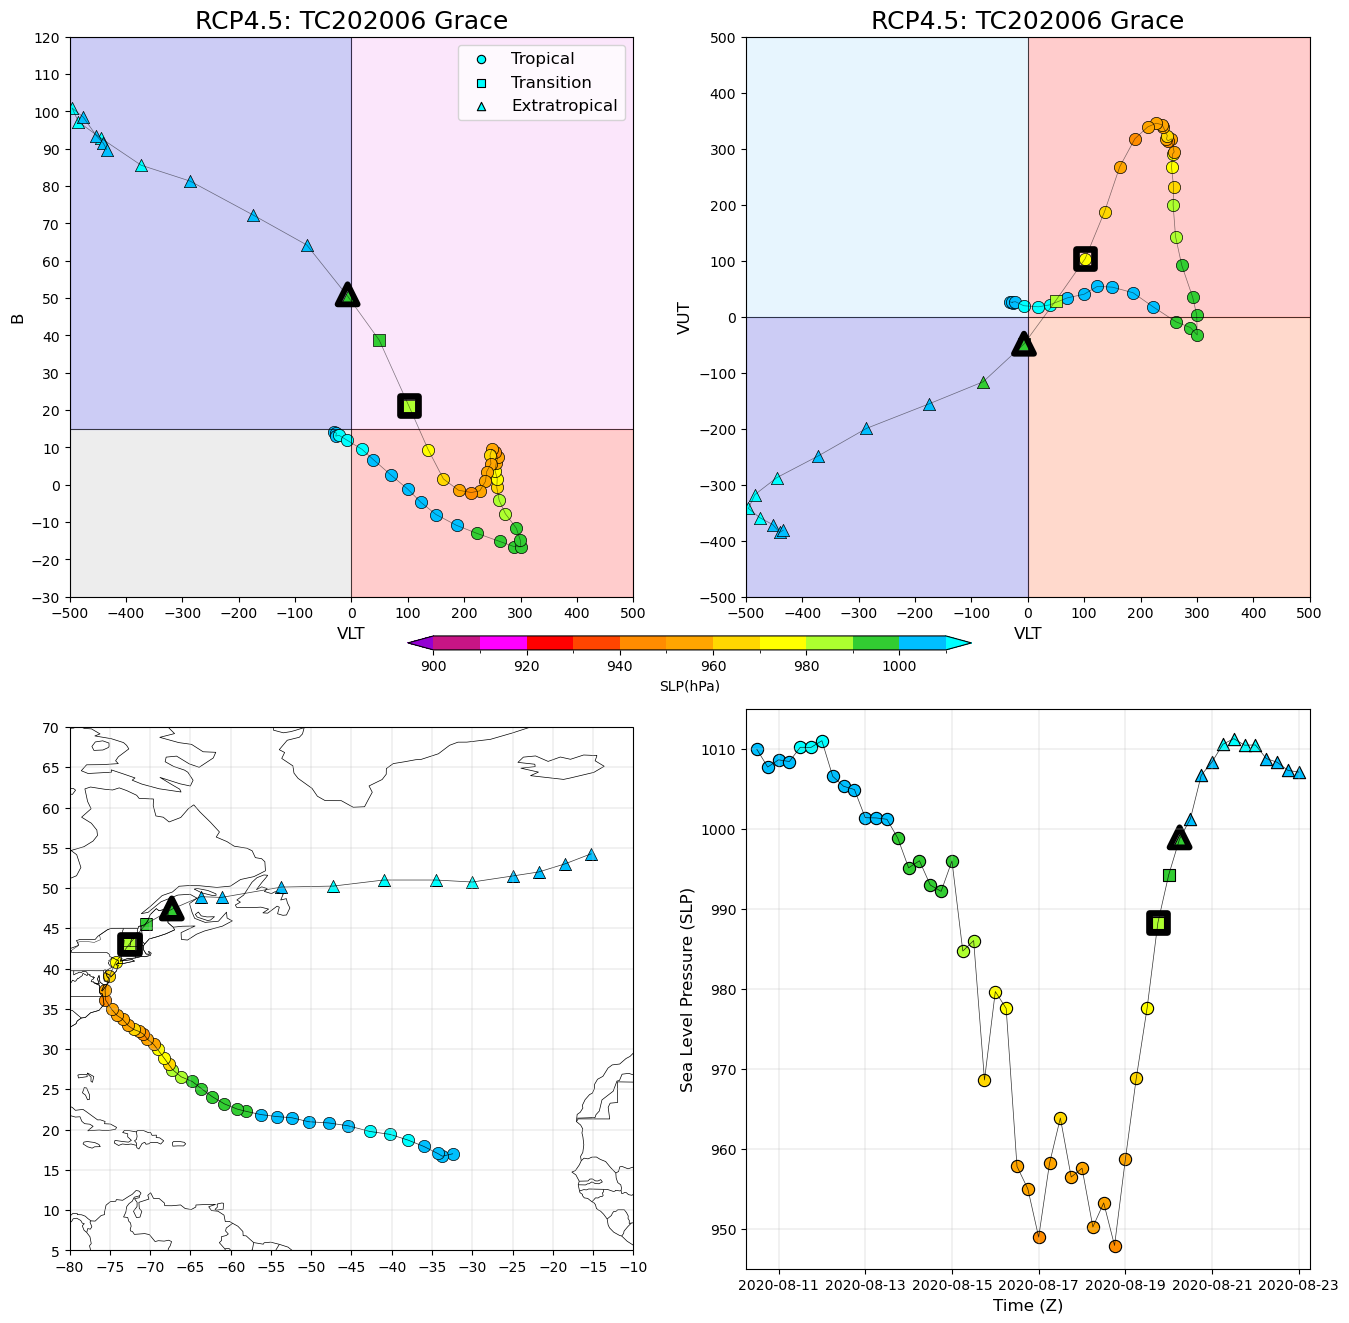 RCP4.5: TC202006 Grace
120
110
100
90
80
70
60
50
40
30
20
10
0
−10
−20
−30
B
Tropical
Transition
Extratropical
−500 −400 −300 −200 −100 0 100 200 300 400 500
VLT
RCP4.5: TC202006 Grace
500
400
300
200
100
0
−100
−200
−300
−400
−500
VUT
−500 −400 −300 −200 −100 0 100 200 300 400 500
VLT
900 920 940 960 980 1000
SLP(hPa)
70
65
60
55
50
45
40
35
30
25
20
15
10
5
−80 −75 −70 −65 −60 −55 −50 −45 −40 −35 −30 −25 −20 −15 −10
1010
1000
990
980
970
960
950
Sea Level Pressure (SLP)
2020-08-11 2020-08-13 2020-08-15 2020-08-17 2020-08-19 2020-08-21 2020-08-23
Time (Z)